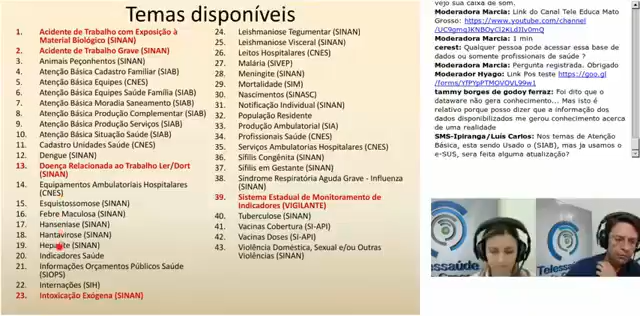 Temas disponíveis
1. Acidente de Trabalho com Exposição à
Material Biológico (SINAN)
2. Acidente de Trabalho Grave (SINAN)
3. Animais Peçonhentos (SINAN)
4. Atenção Básica Cadastro Familiar (SIAB)
5. Atenção Básica Equipes (CNES)
6. Atenção Básica Equipes Saúde Família (SIAB)
7. Atenção Básica Moradia Saneamento (SIAB)
8. Atenção Básica Produção Complementar (SIAB)
9. Atenção Básica Produção Serviços (SIAB)
10. Atenção Básica Situação Saúde (SIAB)
11. Cadastro Unidades Saúde (CNES)
12. Dengue (SINAN)
13. Doença Relacionada ao Trabalho Ler/Dort
(SINAN)
14. Equipamentos Ambulatoriais Hospitalares
(CNES)
15. Esquistossomose (SINAN)
16. Febre Maculosa (SINAN)
17. Hanseníase (SINAN)
18. Hantavirose (SINAN)
19. Hepatite (SINAN)
20. Indicadores Saúde
21. Informações Orçamentos Públicos Saúde
(SIOPS)
22. Internações (SIH)
23. Intoxicação Exógena (SINAN)
24. Leishmaniose Tegumentar (SINAN)
25. Leishmaniose Visceral (SINAN)
26. Leitos Hospitalares (CNES)
27. Malária (SIVEP)
28. Meningite (SINAN)
29. Mortalidade (SIM)
30. Nascimentos (SINASC)
31. Notificação Individual (SINAN)
32. População Residente
33. Produção Ambulatorial (SIA)
34. Profissionais Saúde (CNES)
35. Serviços Ambulatoriais Hospitalares (CNES)
36. Sífilis Congênita (SINAN)
37. Sífilis em Gestante (SINAN)
38. Síndrome Respiratória Aguda Grave - Influenza
(SINAN)
39. Sistema Estadual de Monitoramento de
Indicadores (VIGILANTE)
40. Tuberculose (SINAN)
41. Vacinas Cobertura (SI-API)
42. Vacinas Doses (SI-API)
43. Violência Doméstica, Sexual e/ou Outras
Violências (SINAN)
vejo sua caixa de som.
Moderadora Marcia: Link do Canal Tele Educa Mato
Grosso: https://www.youtube.com/channel
Moderadora Marcia: 1 min
cerest: Qualquer pessoa pode acessar essa base
de dados ou somente profissionais de saúde ?
Moderadora Marcia: Pergunta registrada. Obrigado
Moderador Hyago: Link Pos teste https://goo.gl
tammy borges de godoy ferraz: Foi dito que o
dataware não gera conhecimento... Mas isto é
relativo porque posso dizer que a informação dos
dados disponibilizados me gerou conhecimento acerca
de uma realidade
SMS-Ipiranga/Luis Carlos: Nos temas de Atenção
Básica, esta sendo Usado o (SIAB), mas ja usamos o
e-SUS, sera feita alguma atualização?